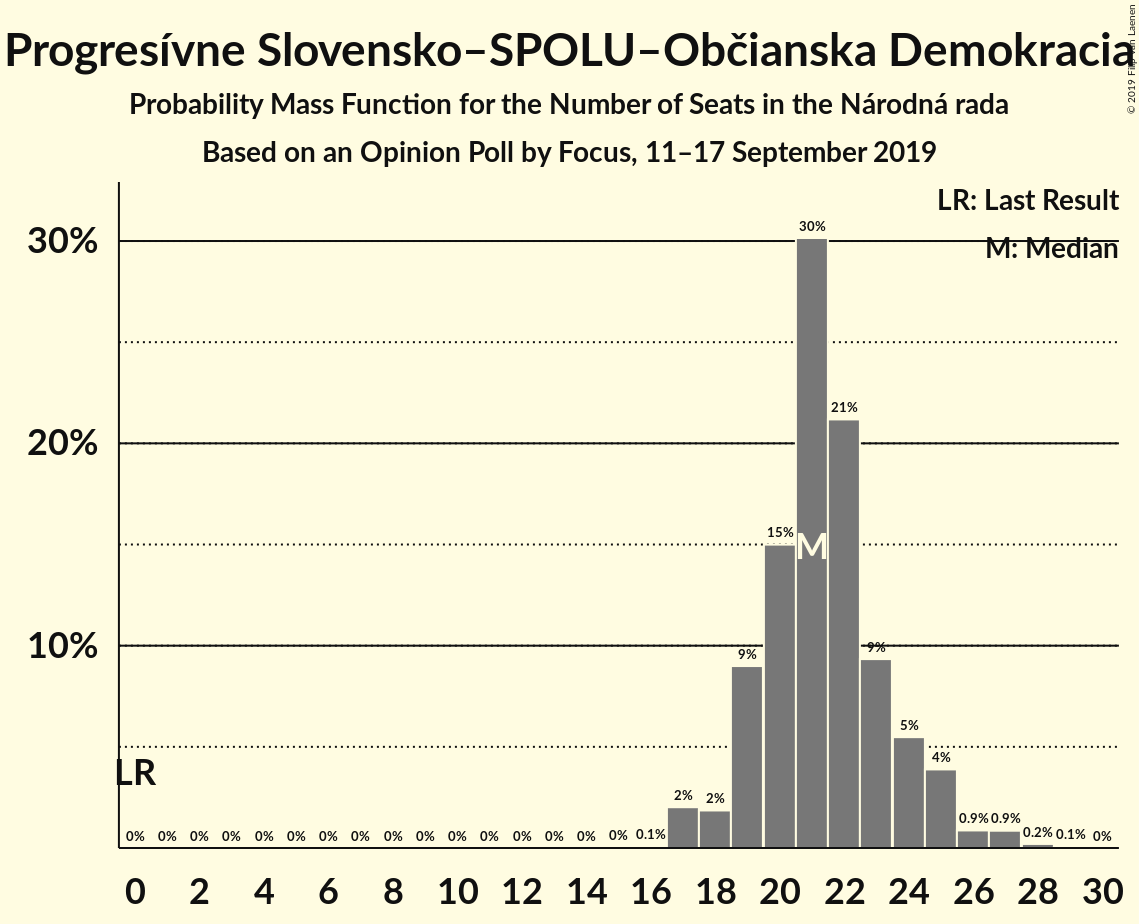 Progresívne Slovensko–SPOLU–Občianska Demokracia
© 2019 Filip van Laenen
Probability Mass Function for the Number of Seats in the Národná rada
Based on an Opinion Poll by Focus, 11–17 September 2019
LR: Last Result
M: Median
30%
20%
10%
30%
21%
15%
M
9%
9%
5%
4%
LR
2%
2%
0% 0% 0% 0% 0% 0% 0% 0% 0% 0% 0% 0% 0% 0% 0% 0% 0.1% 0.9% 0.9% 0.2% 0.1% 0%
0 2 4 6 8 10 12 14 16 18 20 22 24 26 28 30